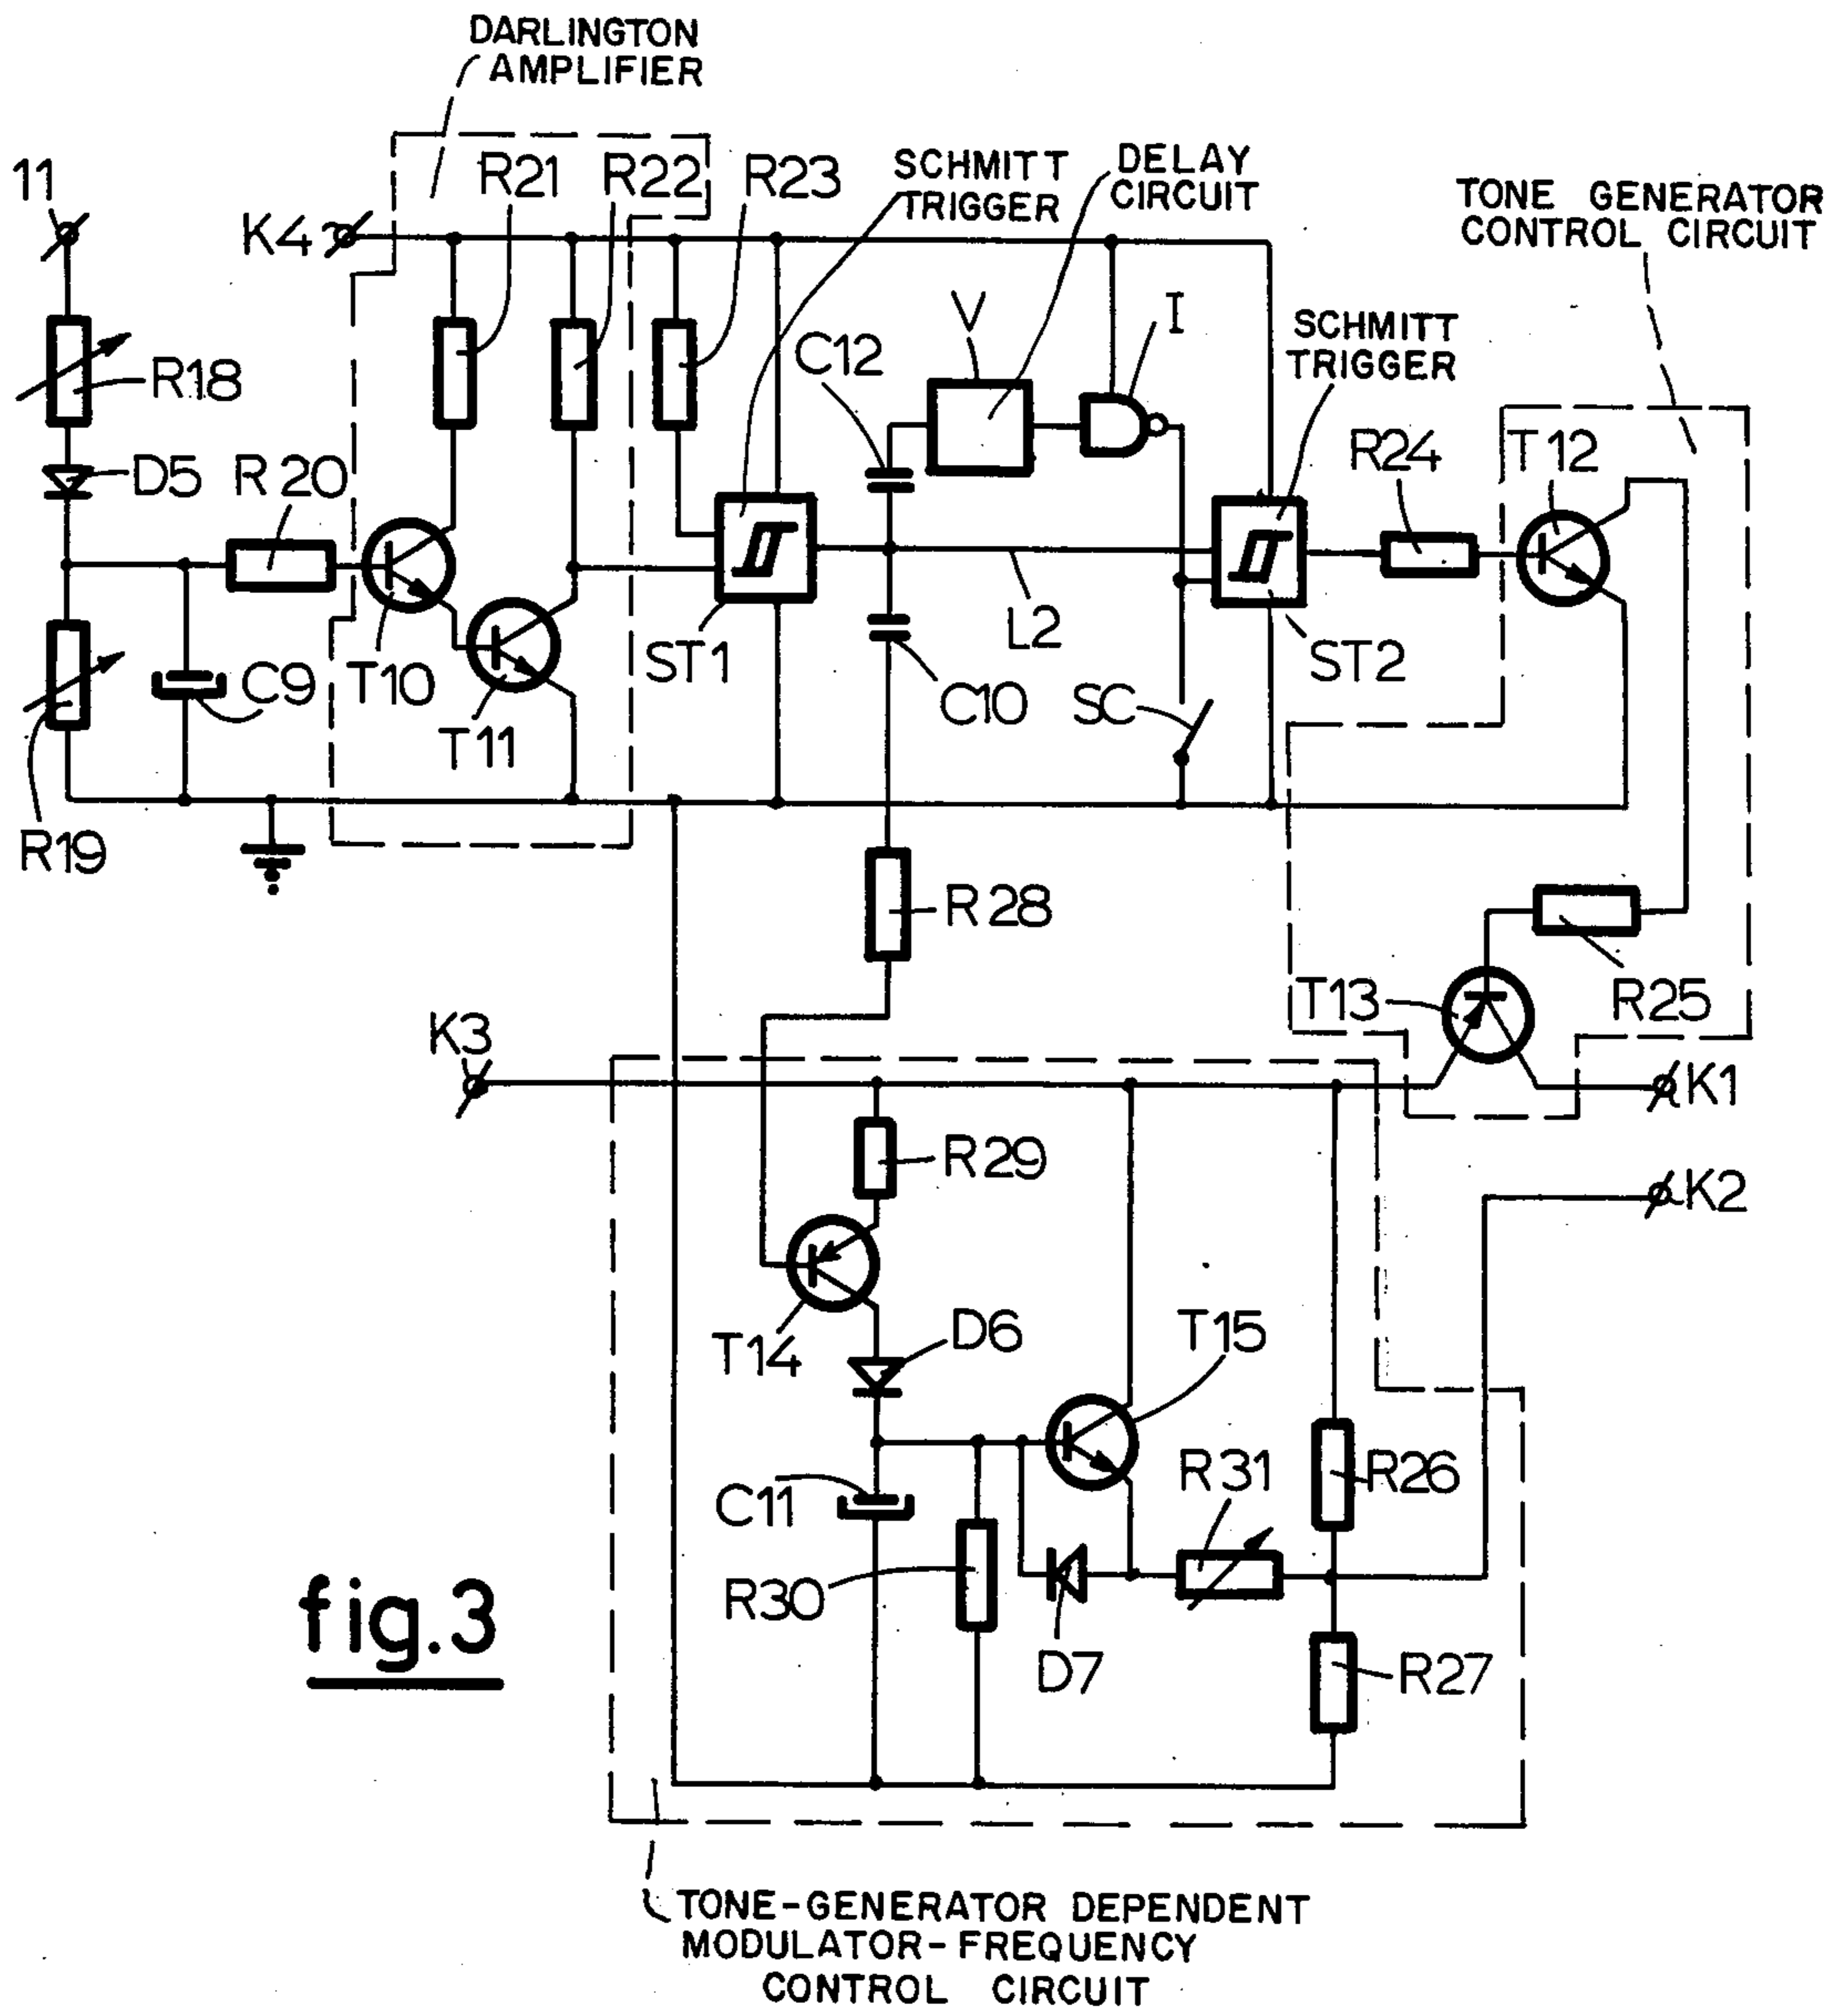 DARLINGTON
AMPLIFIER
11
K4
R21
R22
R23
SCHMITT
TRIGGER
DELAY
CIRCUIT
TONE GENERATOR
CONTROL CIRCUIT
R18
C12
V
I
SCHMITT
TRIGGER
D5
R20
R24
T12
T10
C9
T11
ST1
C10
L2
SC
ST2
R19
R28
T13
R25
K3
K1
R29
K2
T14
D6
T15
C11
R31
R26
R30
D7
R27
fig.3
TONE-GENERATOR DEPENDENT
MODULATOR-FREQUENCY
CONTROL CIRCUIT